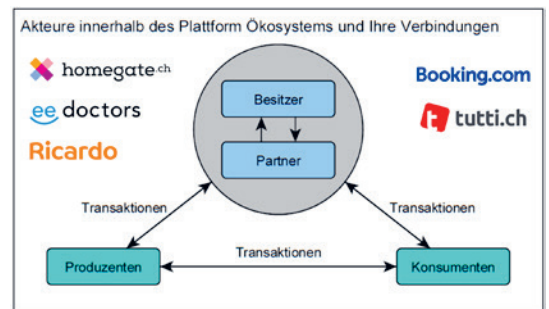 Akteure innerhalb des Plattform Ökosystems und Ihre Verbindungen
homegate.ch
ee doctors
Ricardo
Booking.com
tutti.ch
Besitzer
Partner
Transaktionen
Transaktionen
Produzenten
Transaktionen
Konsumenten